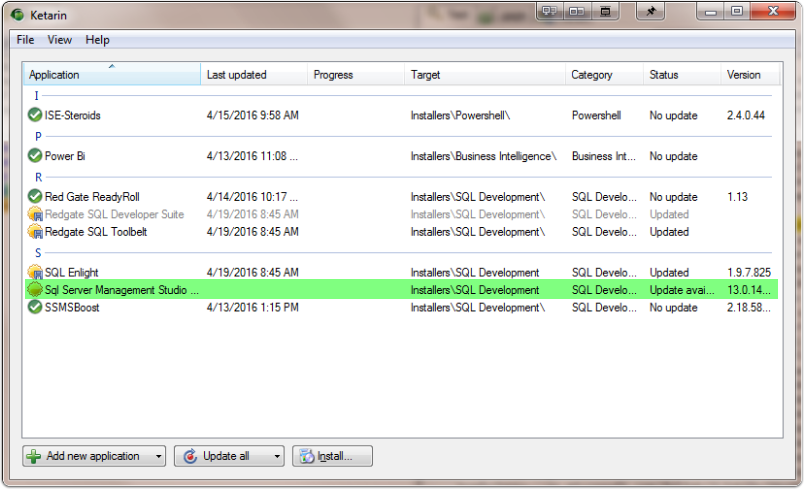 Ketarin
File View Help
Application Last updated Progress Target Category Status Version
I
ISE-Steroids 4/15/2016 9:58 AM Installers\Powershell\ Powershell No update 2.4.0.44
P
Power Bi 4/13/2016 11:08 ... Installers\Business Intelligence\ Business Int... No update
R
Red Gate ReadyRoll 4/14/2016 10:17 ... Installers\SQL Development\ SQL Develo... No update 1.13
Redgate SQL Developer Suite 4/19/2016 8:45 AM Installers\SQL Development\ SQL Develo... Updated
Redgate SQL Toolbelt 4/19/2016 8:45 AM Installers\SQL Development\ SQL Develo... Updated
S
SQL Enlight 4/19/2016 8:45 AM Installers\SQL Development SQL Develo... Updated 1.9.7.825
Sql Server Management Studio ... Installers\SQL Development SQL Develo... Update avai... 13.0.14...
SSMSBoost 4/13/2016 1:15 PM Installers\SQL Development\ SQL Develo... No update 2.18.58...
Add new application Update all Install...